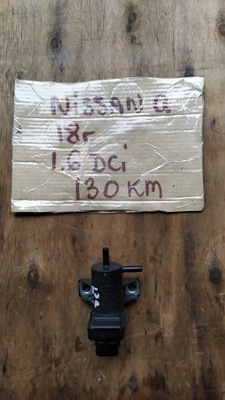 NISSAN Q
18r
1.6 DCi
130 KM